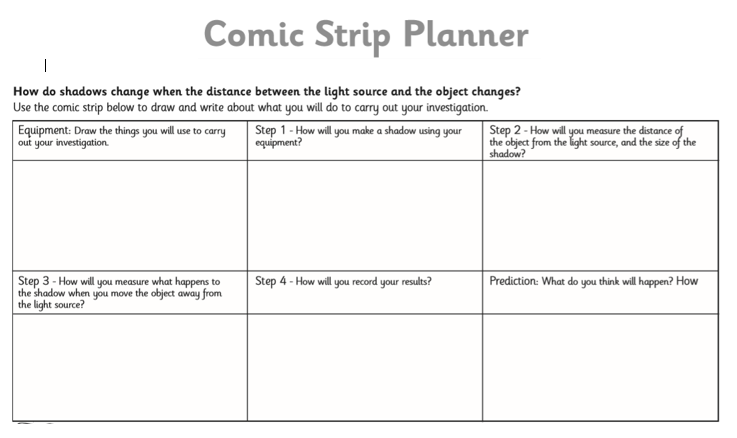 Comic Strip Planner
How do shadows change when the distance between the light source and the object changes?
Use the comic strip below to draw and write about what you will do to carry out your investigation.
Equipment: Draw the things you will use to carry
out your investigation.
Step 1 - How will you make a shadow using your
equipment?
Step 2 - How will you measure the distance of
the object from the light source, and the size of the
shadow?
Step 3 - How will you measure what happens to
the shadow when you move the object away from
the light source?
Step 4 - How will you record your results?
Prediction: What do you think will happen? How